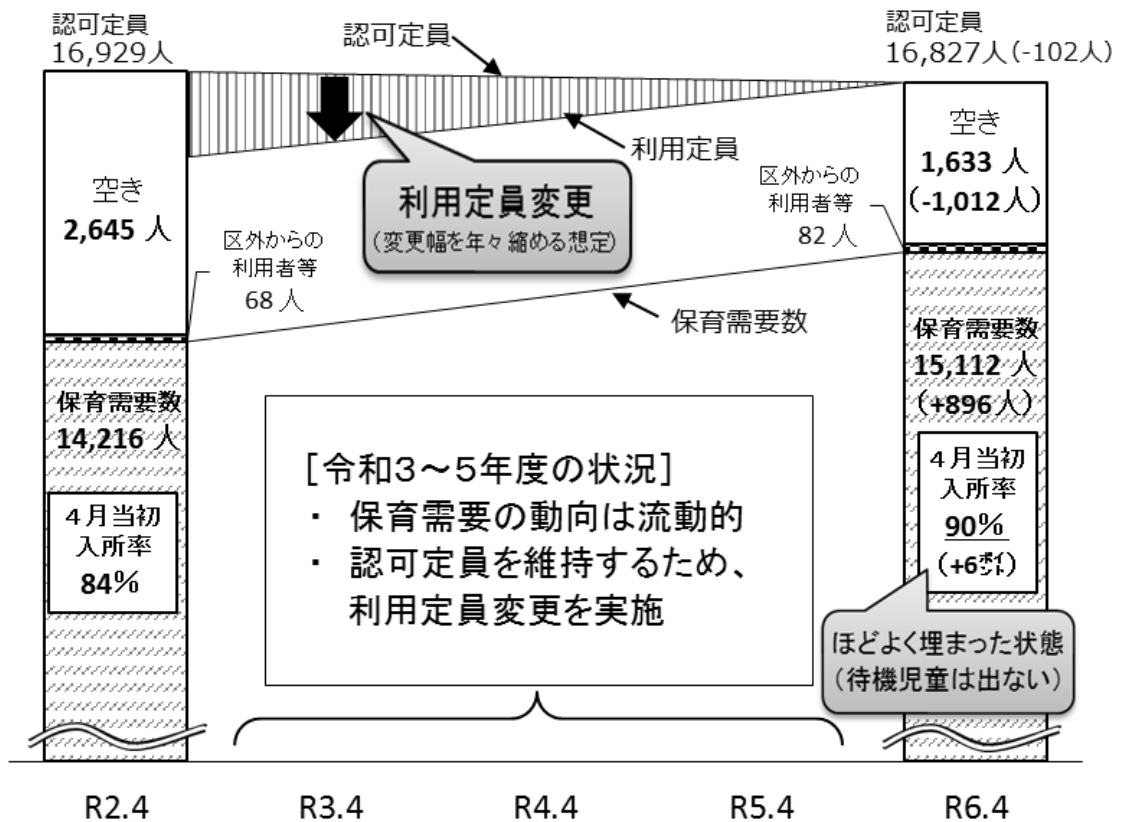 認可定員
16,929人
認可定員
認可定員
16,827人(-102人)
空き
2,645 人
利用定員
利用定員変更
(変更幅を年々縮める想定)
空き
1,633 人
(-1,012人)
区外からの
利用者等
68 人
区外からの
利用者等
82 人
保育需要数
保育需要数
14,216 人
保育需要数
15,112 人
(+896人)
4月当初
入所率
84%
[令和3～5年度の状況]
・ 保育需要の動向は流動的
・ 認可定員を維持するため、
利用定員変更を実施
4月当初
入所率
90%
(+6ポイント)
ほどよく埋まった状態
(待機児童は出ない)
R2.4
R3.4
R4.4
R5.4
R6.4